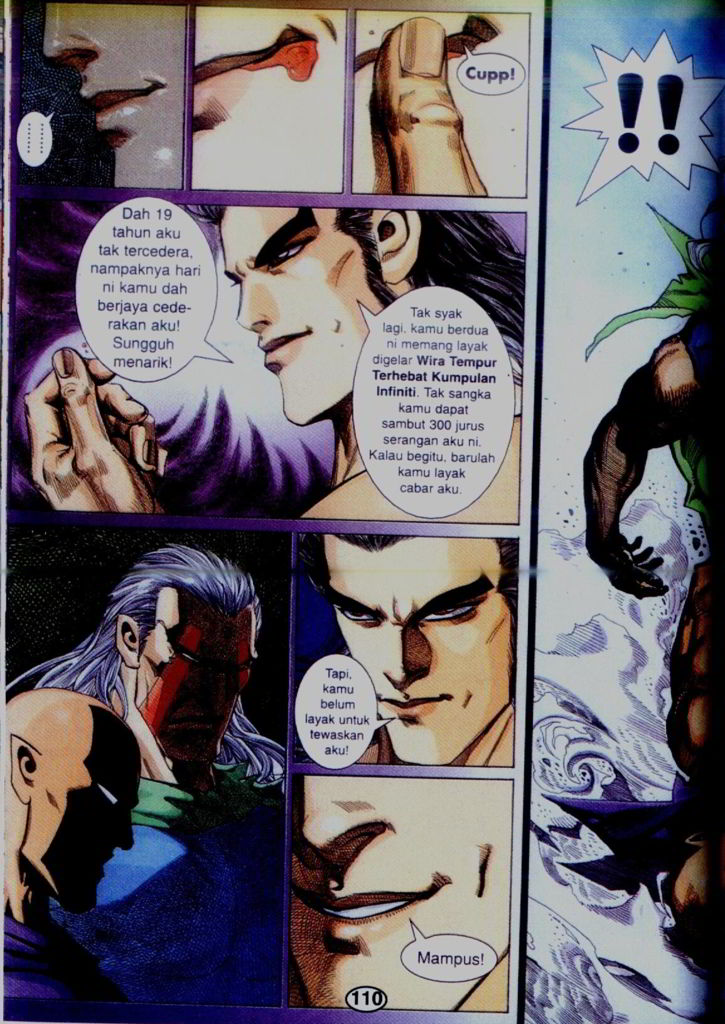 ........
Cupp!
!!
Dah 19
tahun aku
tak tercedera,
nampaknya hari
ni kamu dah
berjaya cede-
rakan aku!
Sungguh
menarik!
Tak syak
lagi, kamu berdua
ni memang layak
digelar Wira Tempur
Terhebat Kumpulan
Infiniti. Tak sangka
kamu dapat
sambut 300 jurus
serangan aku ni.
Kalau begitu, barulah
kamu layak
cabar aku.
Tapi,
kamu
belum
layak untuk
tewaskan
aku!
Mampus!
110